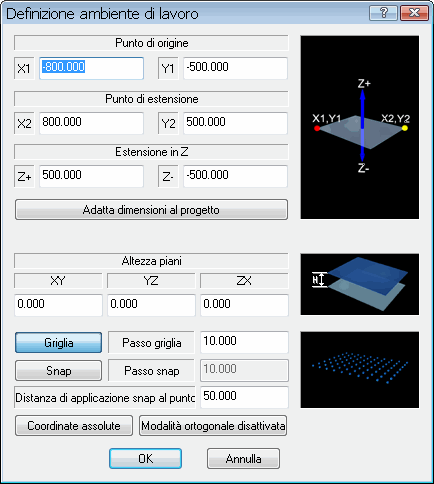 Definizione ambiente di lavoro
Punto di origine
X1 -800.000 Y1 -500.000
Punto di estensione
X2 800.000 Y2 500.000
Estensione in Z
Z+ 500.000 Z- -500.000
Adatta dimensioni al progetto
Z+
X1,Y1 X2,Y2
Z-
Altezza piani
XY YZ ZX
0.000 0.000 0.000
H
Griglia Passo griglia 10.000
Snap Passo snap 10.000
Distanza di applicazione snap al punto 50.000
Coordinate assolute Modalità ortogonale disattivata
OK Annulla